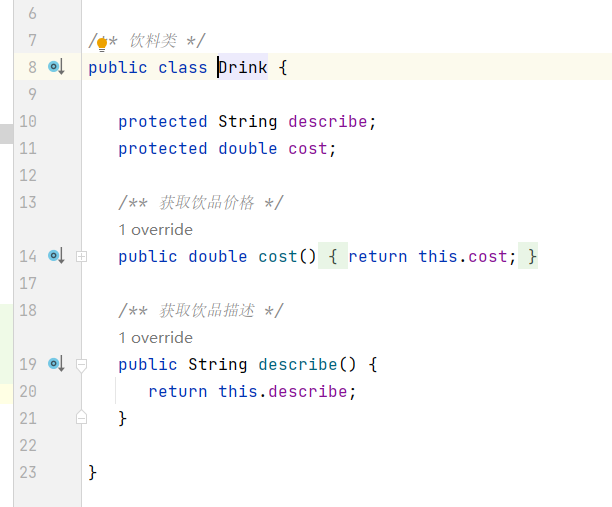 6
7 /** 饮料类 */
8 public class Drink {
9
10 protected String describe;
11 protected double cost;
12
13 /** 获取饮品价格 */
1 override
14 public double cost() { return this.cost; }
17
18 /** 获取饮品描述 */
1 override
19 public String describe() {
20 return this.describe;
21 }
22
23 }